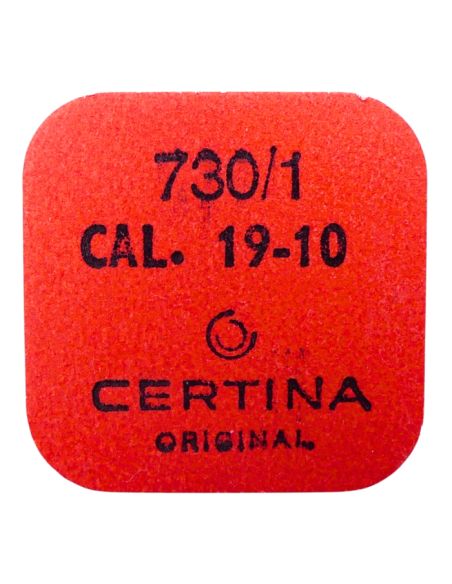 730/1
CAL. 19-10
CERTINA
ORIGINAL